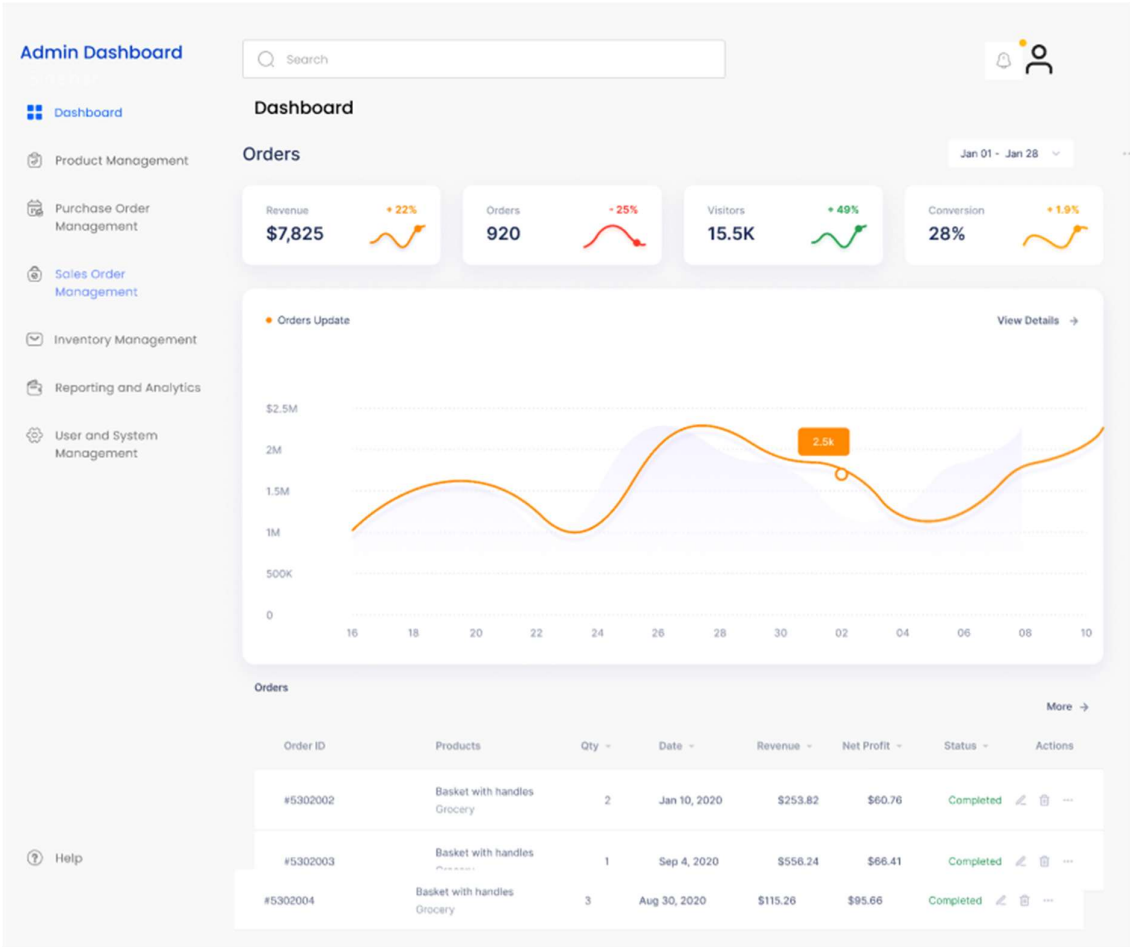 Admin Dashboard
Search
Dashboard
Dashboard
Product Management
Purchase Order
Management
Sales Order
Management
Inventory Management
Reporting and Analytics
User and System
Management
Help
Orders
Jan 01 - Jan 28
Revenue + 22%
$7,825
Orders - 25%
920
Visitors + 49%
15.5K
Conversion + 1.9%
28%
Orders Update
View Details →
$2.5M
2M
1.5M
1M
500K
0
2.5k
16 18 20 22 24 26 28 30 02 04 06 08 10
Orders
More →
Order ID Products Qty Date Revenue Net Profit Status Actions
#5302002 Basket with handles 2 Jan 10, 2020 $253.82 $60.76 Completed ...
Grocery
#5302003 Basket with handles 1 Sep 4, 2020 $556.24 $66.41 Completed ...
#5302004 Basket with handles 3 Aug 30, 2020 $115.26 $95.66 Completed ...
Grocery